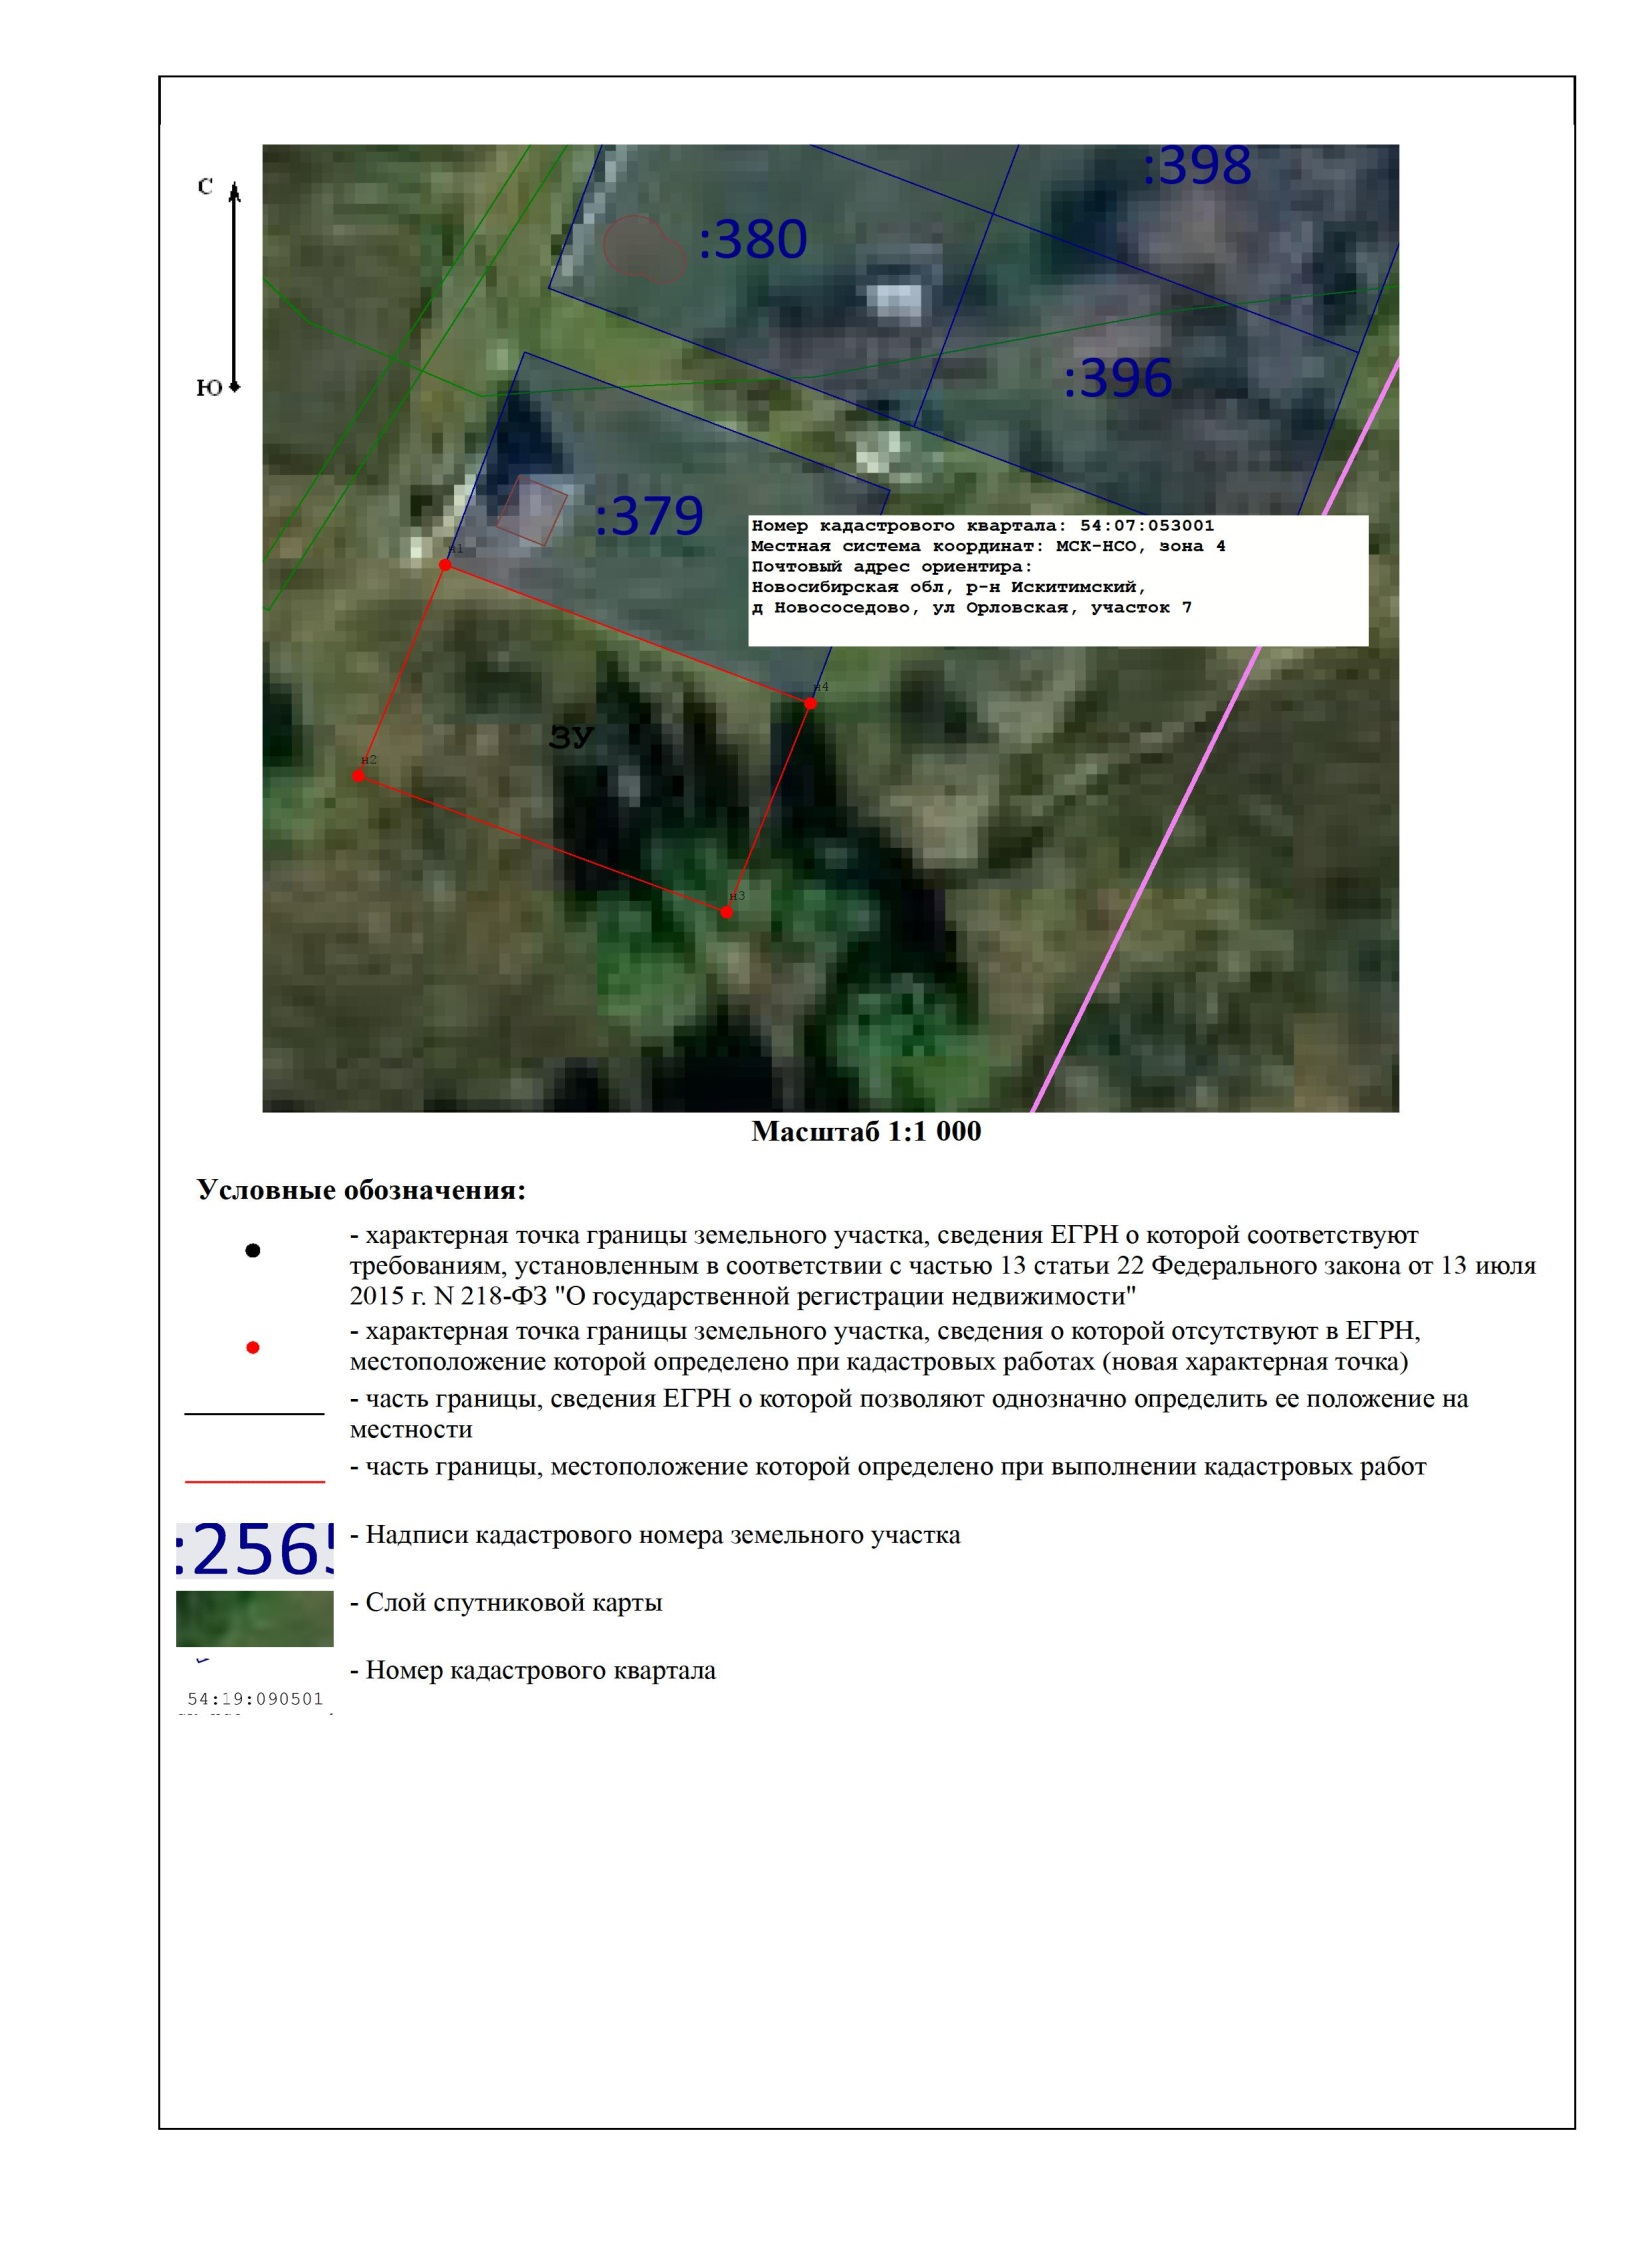 С
Ю
:398
:380
:396
:379
Номер кадастрового квартала: 54:07:053001
Местная система координат: МСК-НСО, зона 4
Почтовый адрес ориентира:
Новосибирская обл, р-н Искитимский,
д Новососедово, ул Орловская, участок 7
н1
н4
ЗУ
н2
н3
Масштаб 1:1 000
Условные обозначения:
- характерная точка границы земельного участка, сведения ЕГРН о которой соответствуют
требованиям, установленным в соответствии с частью 13 статьи 22 Федерального закона от 13 июля
2015 г. N 218-ФЗ "О государственной регистрации недвижимости"
- характерная точка границы земельного участка, сведения о которой отсутствуют в ЕГРН,
местоположение которой определено при кадастровых работах (новая характерная точка)
- часть границы, сведения ЕГРН о которой позволяют однозначно определить ее положение на
местности
- часть границы, местоположение которой определено при выполнении кадастровых работ
:2565
- Надписи кадастрового номера земельного участка
- Слой спутниковой карты
- Номер кадастрового квартала
54:19:090501